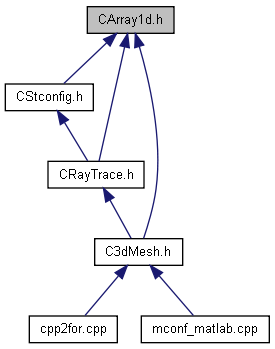 CArray1d.h
CStconfig.h
CRayTrace.h
C3dMesh.h
cpp2for.cpp
mconf_matlab.cpp